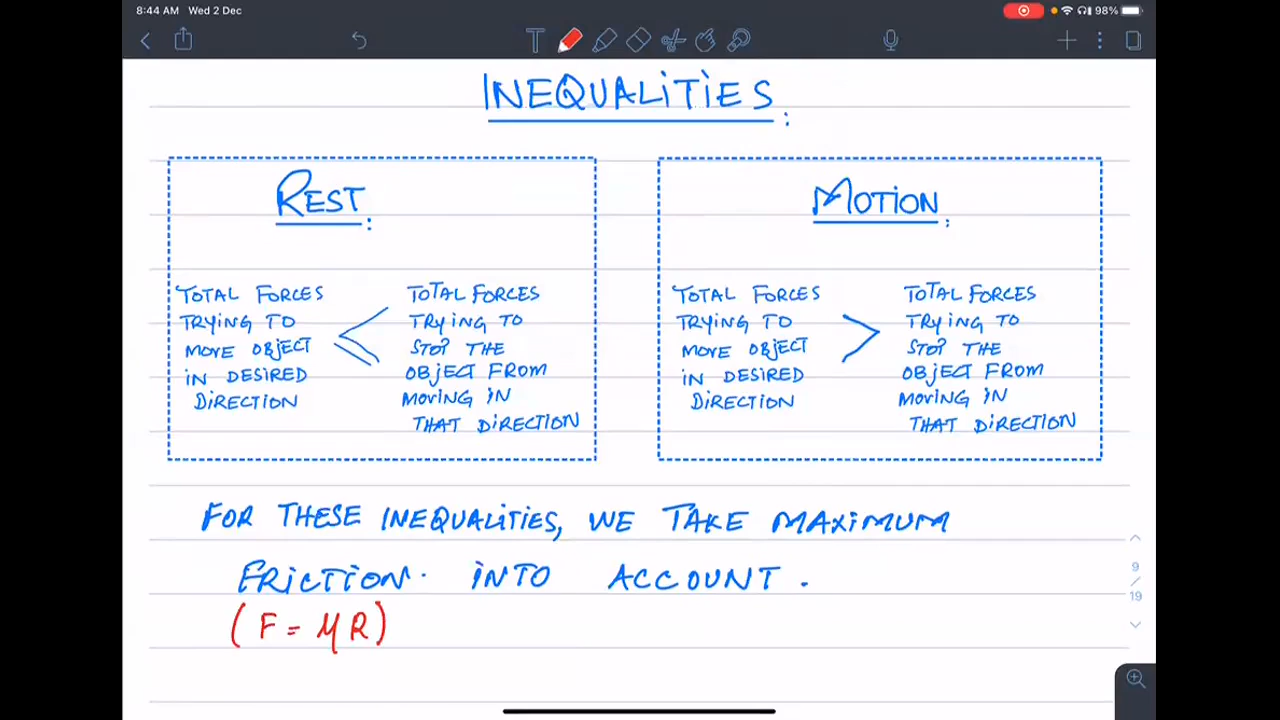 8:44 AM Wed 2 Dec
98%
INEQUALITIES:
REST:
TOTAL FORCES
TRYING TO
MOVE OBJECT
IN DESIRED
DIRECTION
≤
TOTAL FORCES
TRYING TO
STOP THE
OBJECT FROM
MOVING IN
THAT DIRECTION
MOTION:
TOTAL FORCES
TRYING TO
MOVE OBJECT
IN DESIRED
DIRECTION
>
TOTAL FORCES
TRYING TO
STOP THE
OBJECT FROM
MOVING IN
THAT DIRECTION
FOR THESE INEQUALITIES, WE TAKE MAXIMUM
FRICTION. INTO ACCOUNT.
(F = μR)
9
/
19